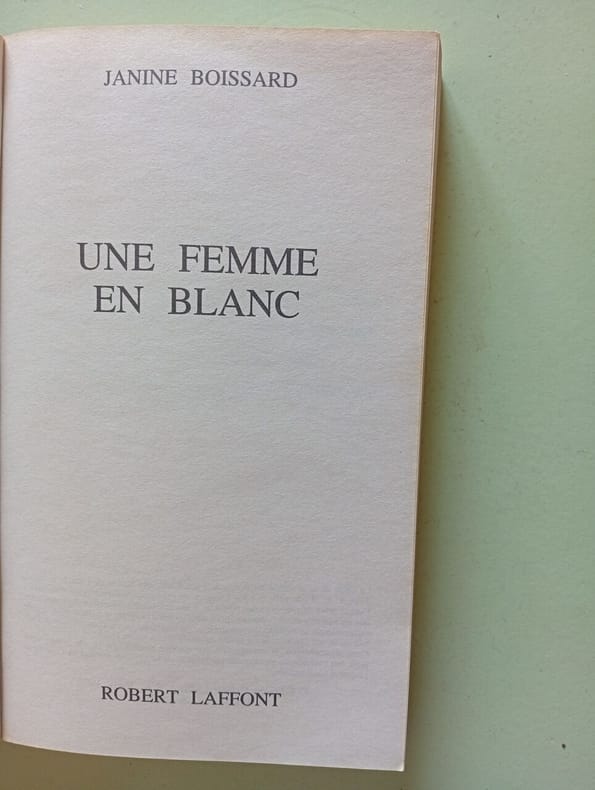 JANINE BOISSARD
UNE FEMME
EN BLANC
ROBERT LAFFONT